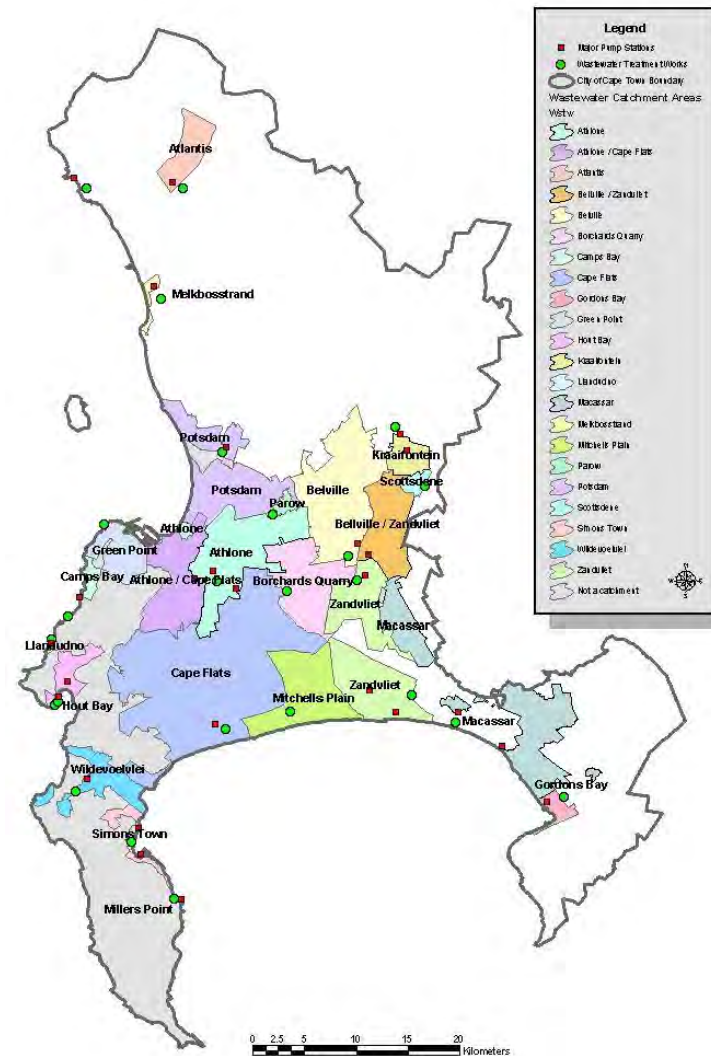 Legend
Major Pump Stations
Wastewater Treatment Works
City of Cape Town Boundary
Wastewater Catchment Areas
Wstw
Athlone
Athlone / Cape Flats
Atlantis
Bellville / Zandvliet
Belville
Borchards Quarry
Camps Bay
Cape Flats
Gordons Bay
Green Point
Hout Bay
Kraaifontein
Llandudno
Macassar
Melkbosstrand
Mitchells Plain
Parow
Potsdam
Scottsdene
Simons Town
Wildevoelvlei
Zandvliet
Not a catchment
N
W
E
S
Atlantis
Melkbosstrand
Potsdam
Kraaifontein
Scottsdene
Potsdam
Belville
Parow
Athlone
Bellville / Zandvliet
Green Point
Athlone
Camps Bay
Athlone / Cape Flats
Borchards Quarry
Zandvliet
Macassar
Llandudno
Cape Flats
Zandvliet
Mitchells Plain
Hout Bay
Macassar
Wildevoelvlei
Gordons Bay
Simons Town
Millers Point
0 2.5 5 10 15 20
Kilometers